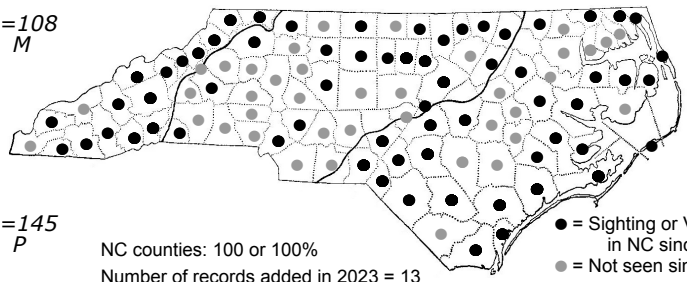 =108
M
=145
P
NC counties: 100 or 100%
Number of records added in 2023 = 13
= Sighting or
in NC sinc
= Not seen sin